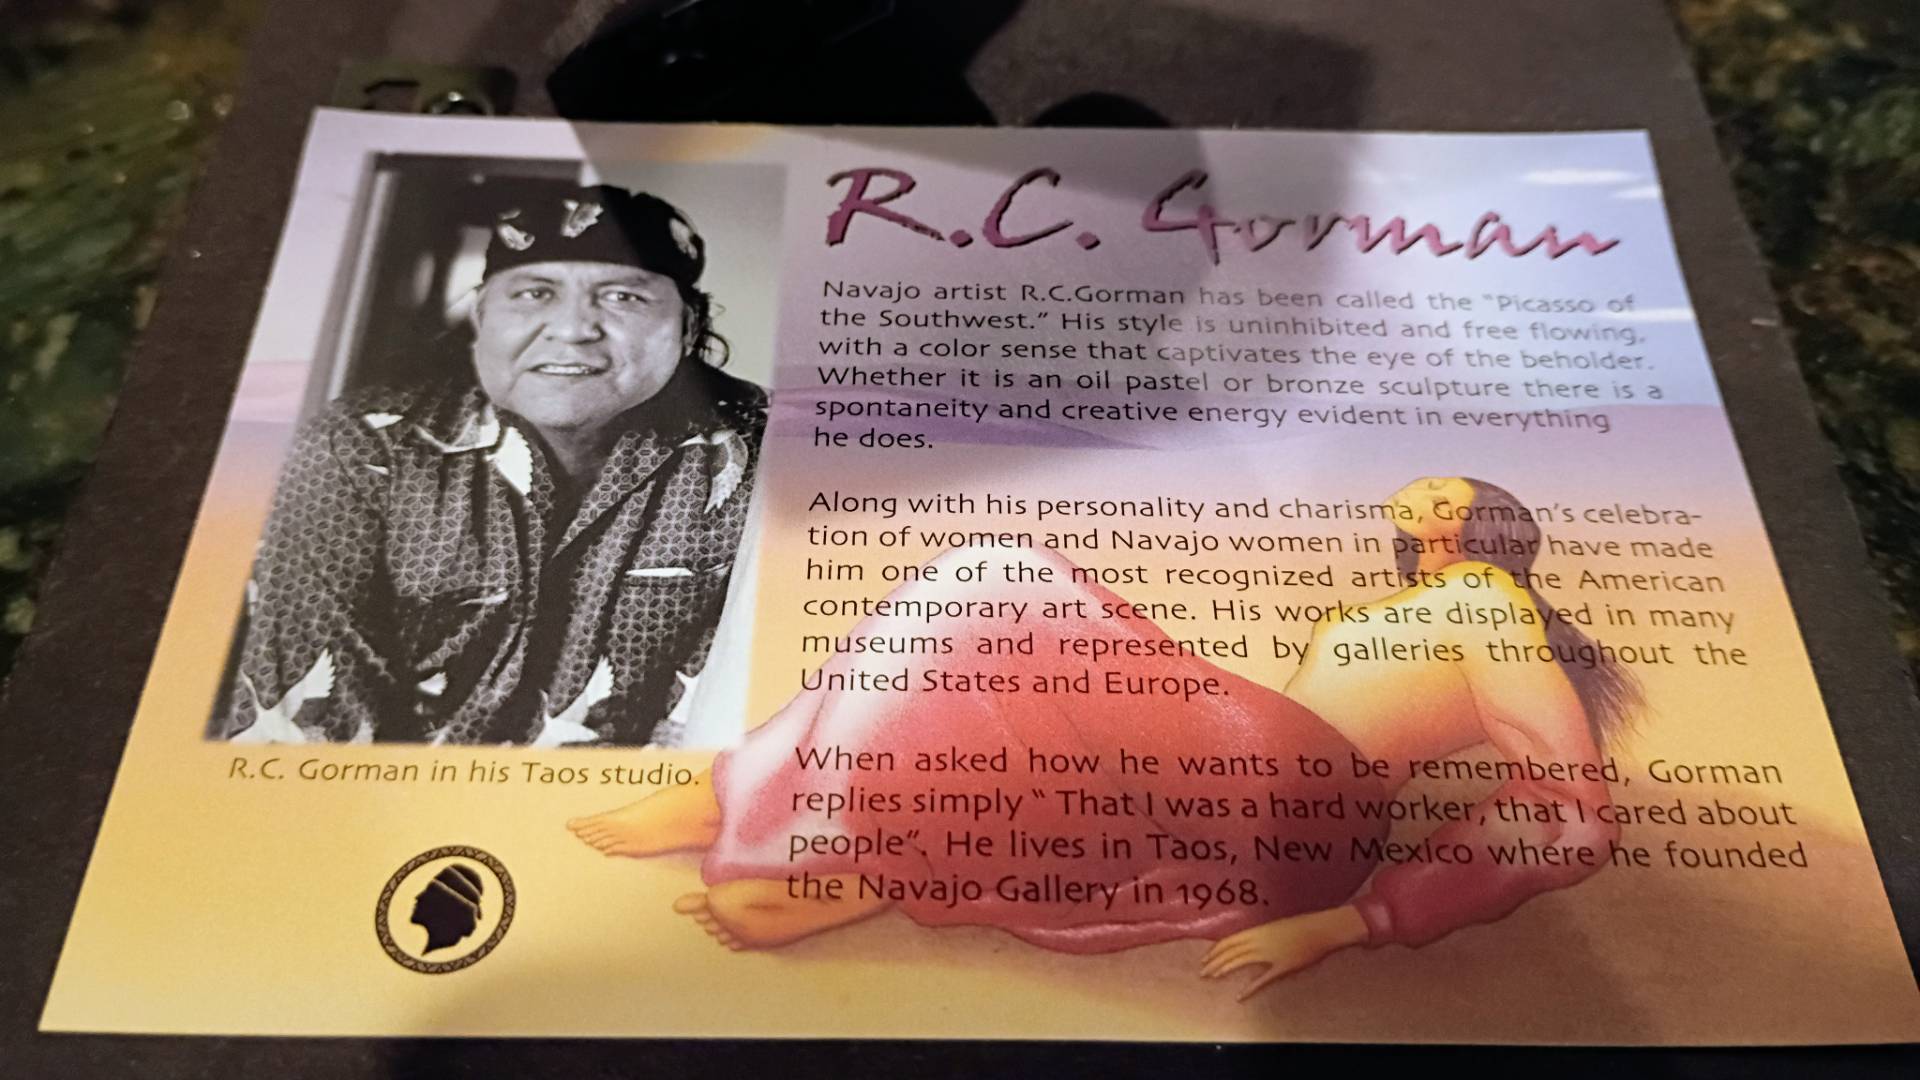 R.C. Gorman
Navajo artist R.C.Gorman has been called the "Picasso of
the Southwest." His style is uninhibited and free flowing,
with a color sense that captivates the eye of the beholder.
Whether it is an oil pastel or bronze sculpture there is a
spontaneity and creative energy evident in everything
he does.
Along with his personality and charisma, Gorman's celebra-
tion of women and Navajo women in particular have made
him one of the most recognized artists of the American
contemporary art scene. His works are displayed in many
museums and represented by galleries throughout the
United States and Europe.
When asked how he wants to be remembered, Gorman
replies simply " That I was a hard worker, that I cared about
people". He lives in Taos, New Mexico where he founded
the Navajo Gallery in 1968.
R.C. Gorman in his Taos studio.